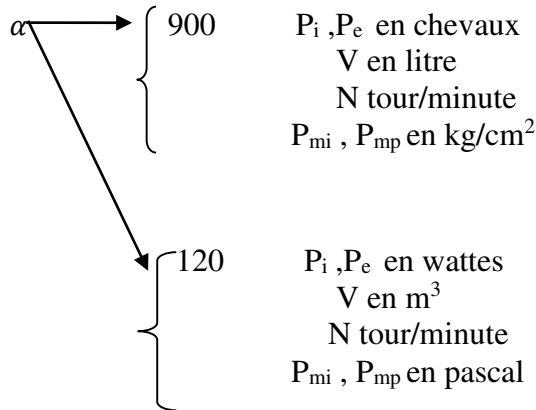 α 900 Pi ,Pe en chevaux
V en litre
N tour/minute
Pmi , Pmp en kg/cm²
120 Pi ,Pe en wattes
V en m³
N tour/minute
Pmi , Pmp en pascal